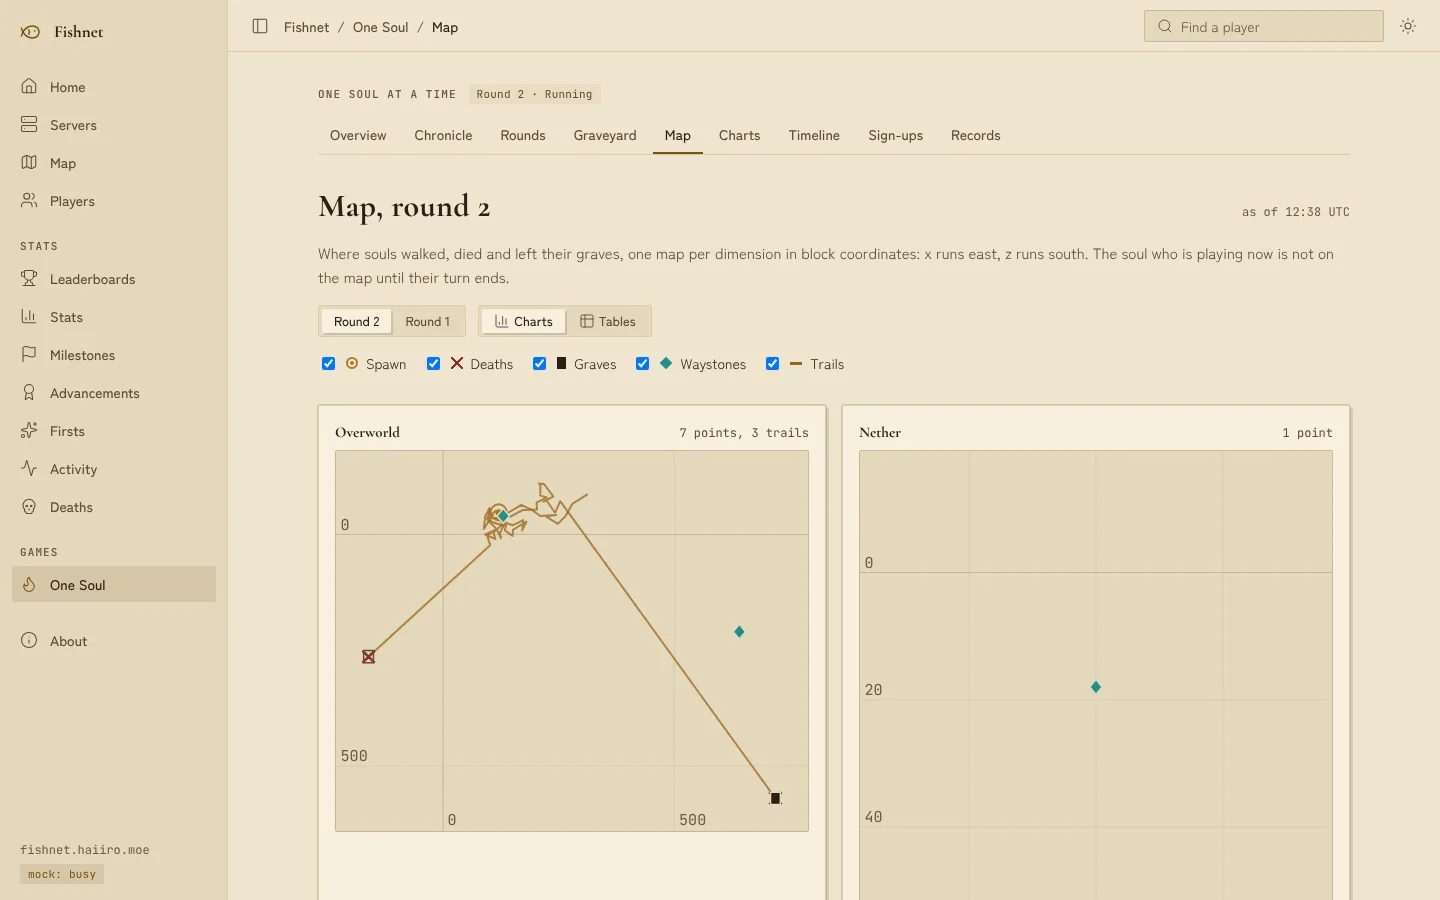 Fishnet
Fishnet / One Soul / Map
Find a player
Home
Servers
Map
Players
STATS
Leaderboards
Stats
Milestones
Advancements
Firsts
Activity
Deaths
GAMES
One Soul
About
fishnet.haiiro.moe
mock: busy
ONE SOUL AT A TIME Round 2 · Running
Overview Chronicle Rounds Graveyard Map Charts Timeline Sign-ups Records
Map, round 2
as of 12:38 UTC
Where souls walked, died and left their graves, one map per dimension in block coordinates: x runs east, z runs south. The soul who is playing now is not on
the map until their turn ends.
Round 2 Round 1 Charts Tables
Spawn Deaths Graves Waystones Trails
Overworld 7 points, 3 trails
0
500
0 500
Nether 1 point
0
20
40